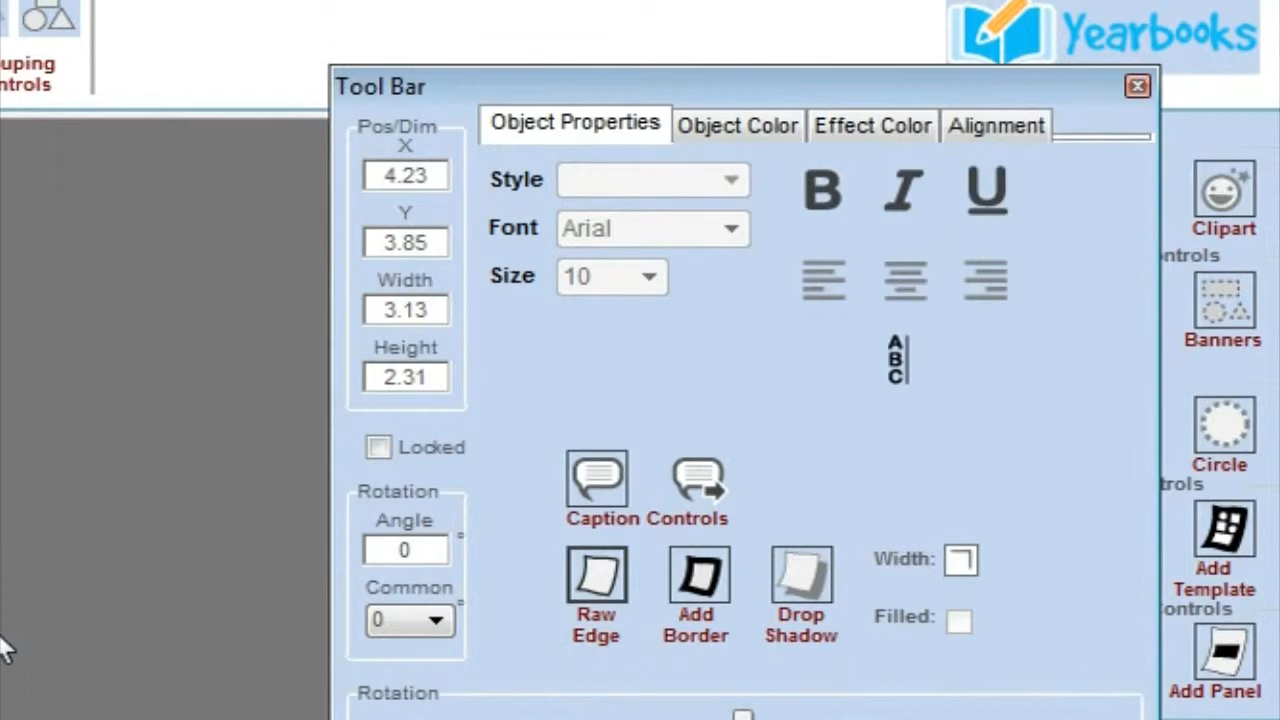 uping
ntrols
Yearbooks
Tool Bar
Pos/Dim
X
4.23
Y
3.85
Width
3.13
Height
2.31
Locked
Rotation
Angle
0
°
Common
°
0
Rotation
Object Properties
Object Color
Effect Color
Alignment
Style
Font
Arial
Size
10
B
I
U
A
B
C
Caption Controls
Raw
Edge
Add
Border
Drop
Shadow
Width:
Filled:
Clipart
ntrols
Banners
Circle
trols
Add
Template
ontrols
Add Panel